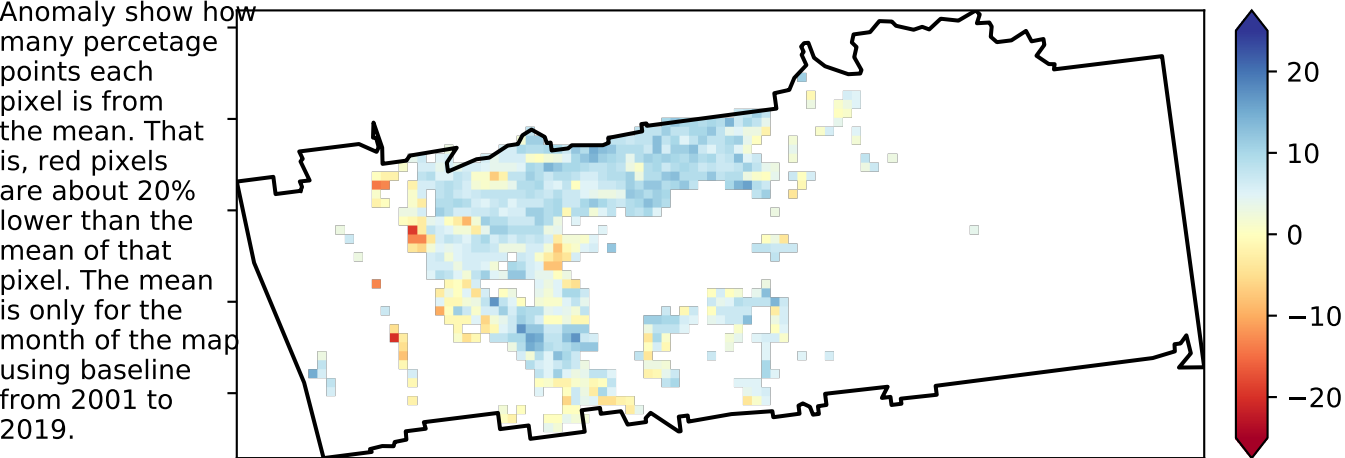 Anomaly show how
many percetage
points each
pixel is from
the mean. That
is, red pixels
are about 20%
lower than the
mean of that
pixel. The mean
is only for the
month of the map
using baseline
from 2001 to
2019.
20
10
0
−10
−20